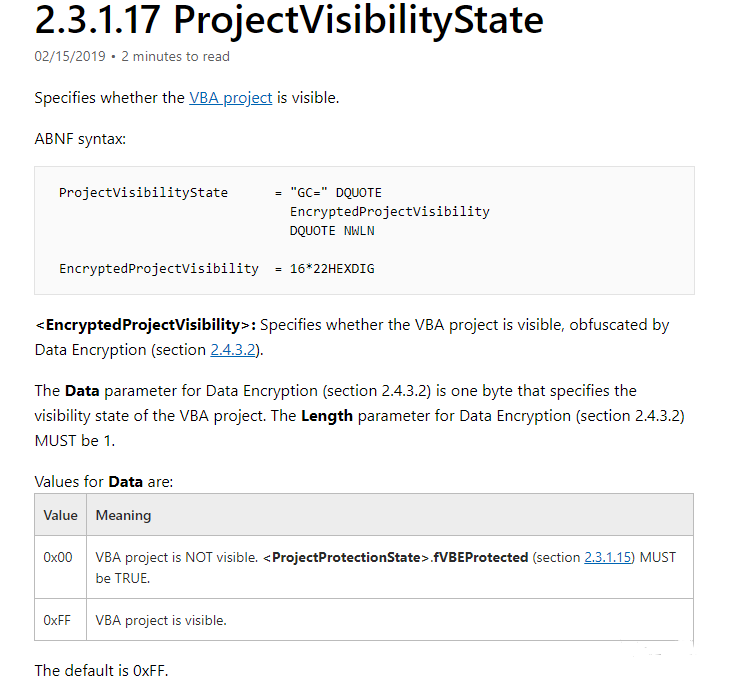 2.3.1.17 ProjectVisibilityState
02/15/2019 • 2 minutes to read
Specifies whether the VBA project is visible.
ABNF syntax:
ProjectVisibilityState = "GC=" DQUOTE
EncryptedProjectVisibility
DQUOTE NWLN
EncryptedProjectVisibility = 16*22HEXDIG
<EncryptedProjectVisibility>: Specifies whether the VBA project is visible, obfuscated by
Data Encryption (section 2.4.3.2).
The Data parameter for Data Encryption (section 2.4.3.2) is one byte that specifies the
visibility state of the VBA project. The Length parameter for Data Encryption (section 2.4.3.2)
MUST be 1.
Values for Data are:
Value Meaning
0x00 VBA project is NOT visible. <ProjectProtectionState>.fVBEProtected (section 2.3.1.15) MUST
be TRUE.
0xFF VBA project is visible.
The default is 0xFF.